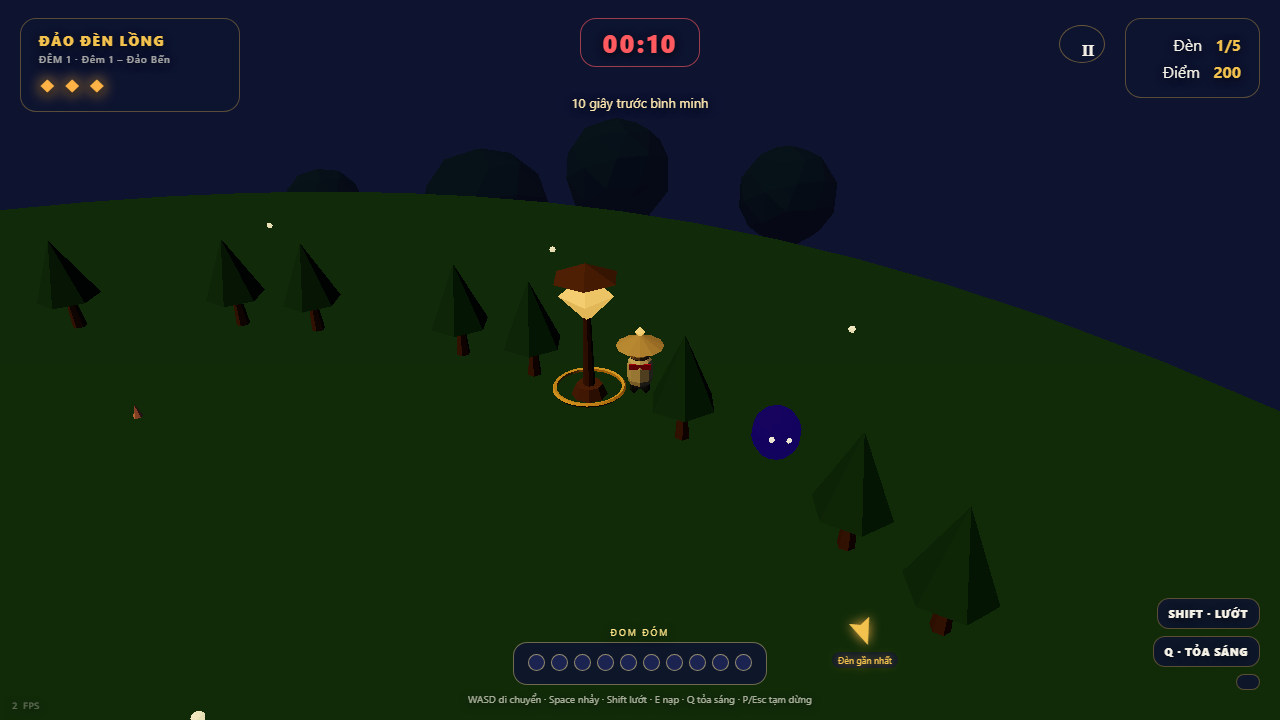 ĐẢO ĐÈN LỒNG
ĐÊM 1 · Đêm 1 – Đảo Bến
00:10
10 giây trước bình minh
II
Đèn 1/5
Điểm 200
ĐOM ĐÓM
Đèn gần nhất
SHIFT · LƯỚT
Q · TỎA SÁNG
WASD di chuyển · Space nhảy · Shift lướt · E nạp · Q tỏa sáng · P/Esc tạm dừng
2 FPS